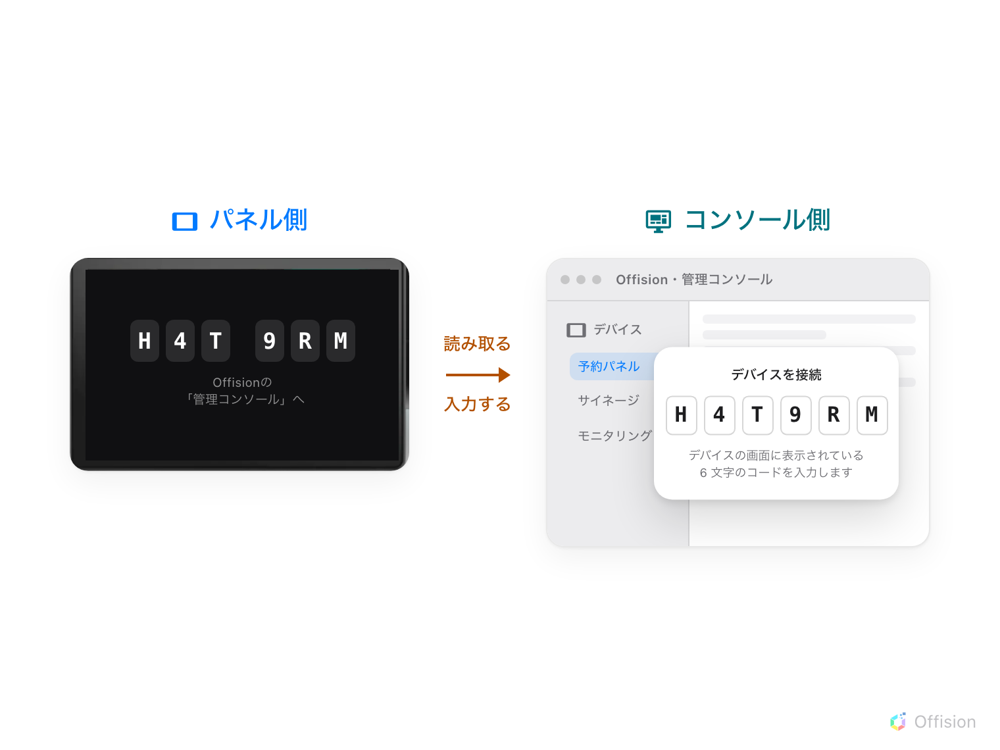 パネル側
H4T 9RM
Offisionの
「管理コンソール」へ
読み取る
入力する
コンソール側
Offision・管理コンソール
デバイス
予約パネル
サイネージ
モニタリング
デバイスを接続
H4T9RM
デバイスの画面に表示されている
6 文字のコードを入力します
Offision